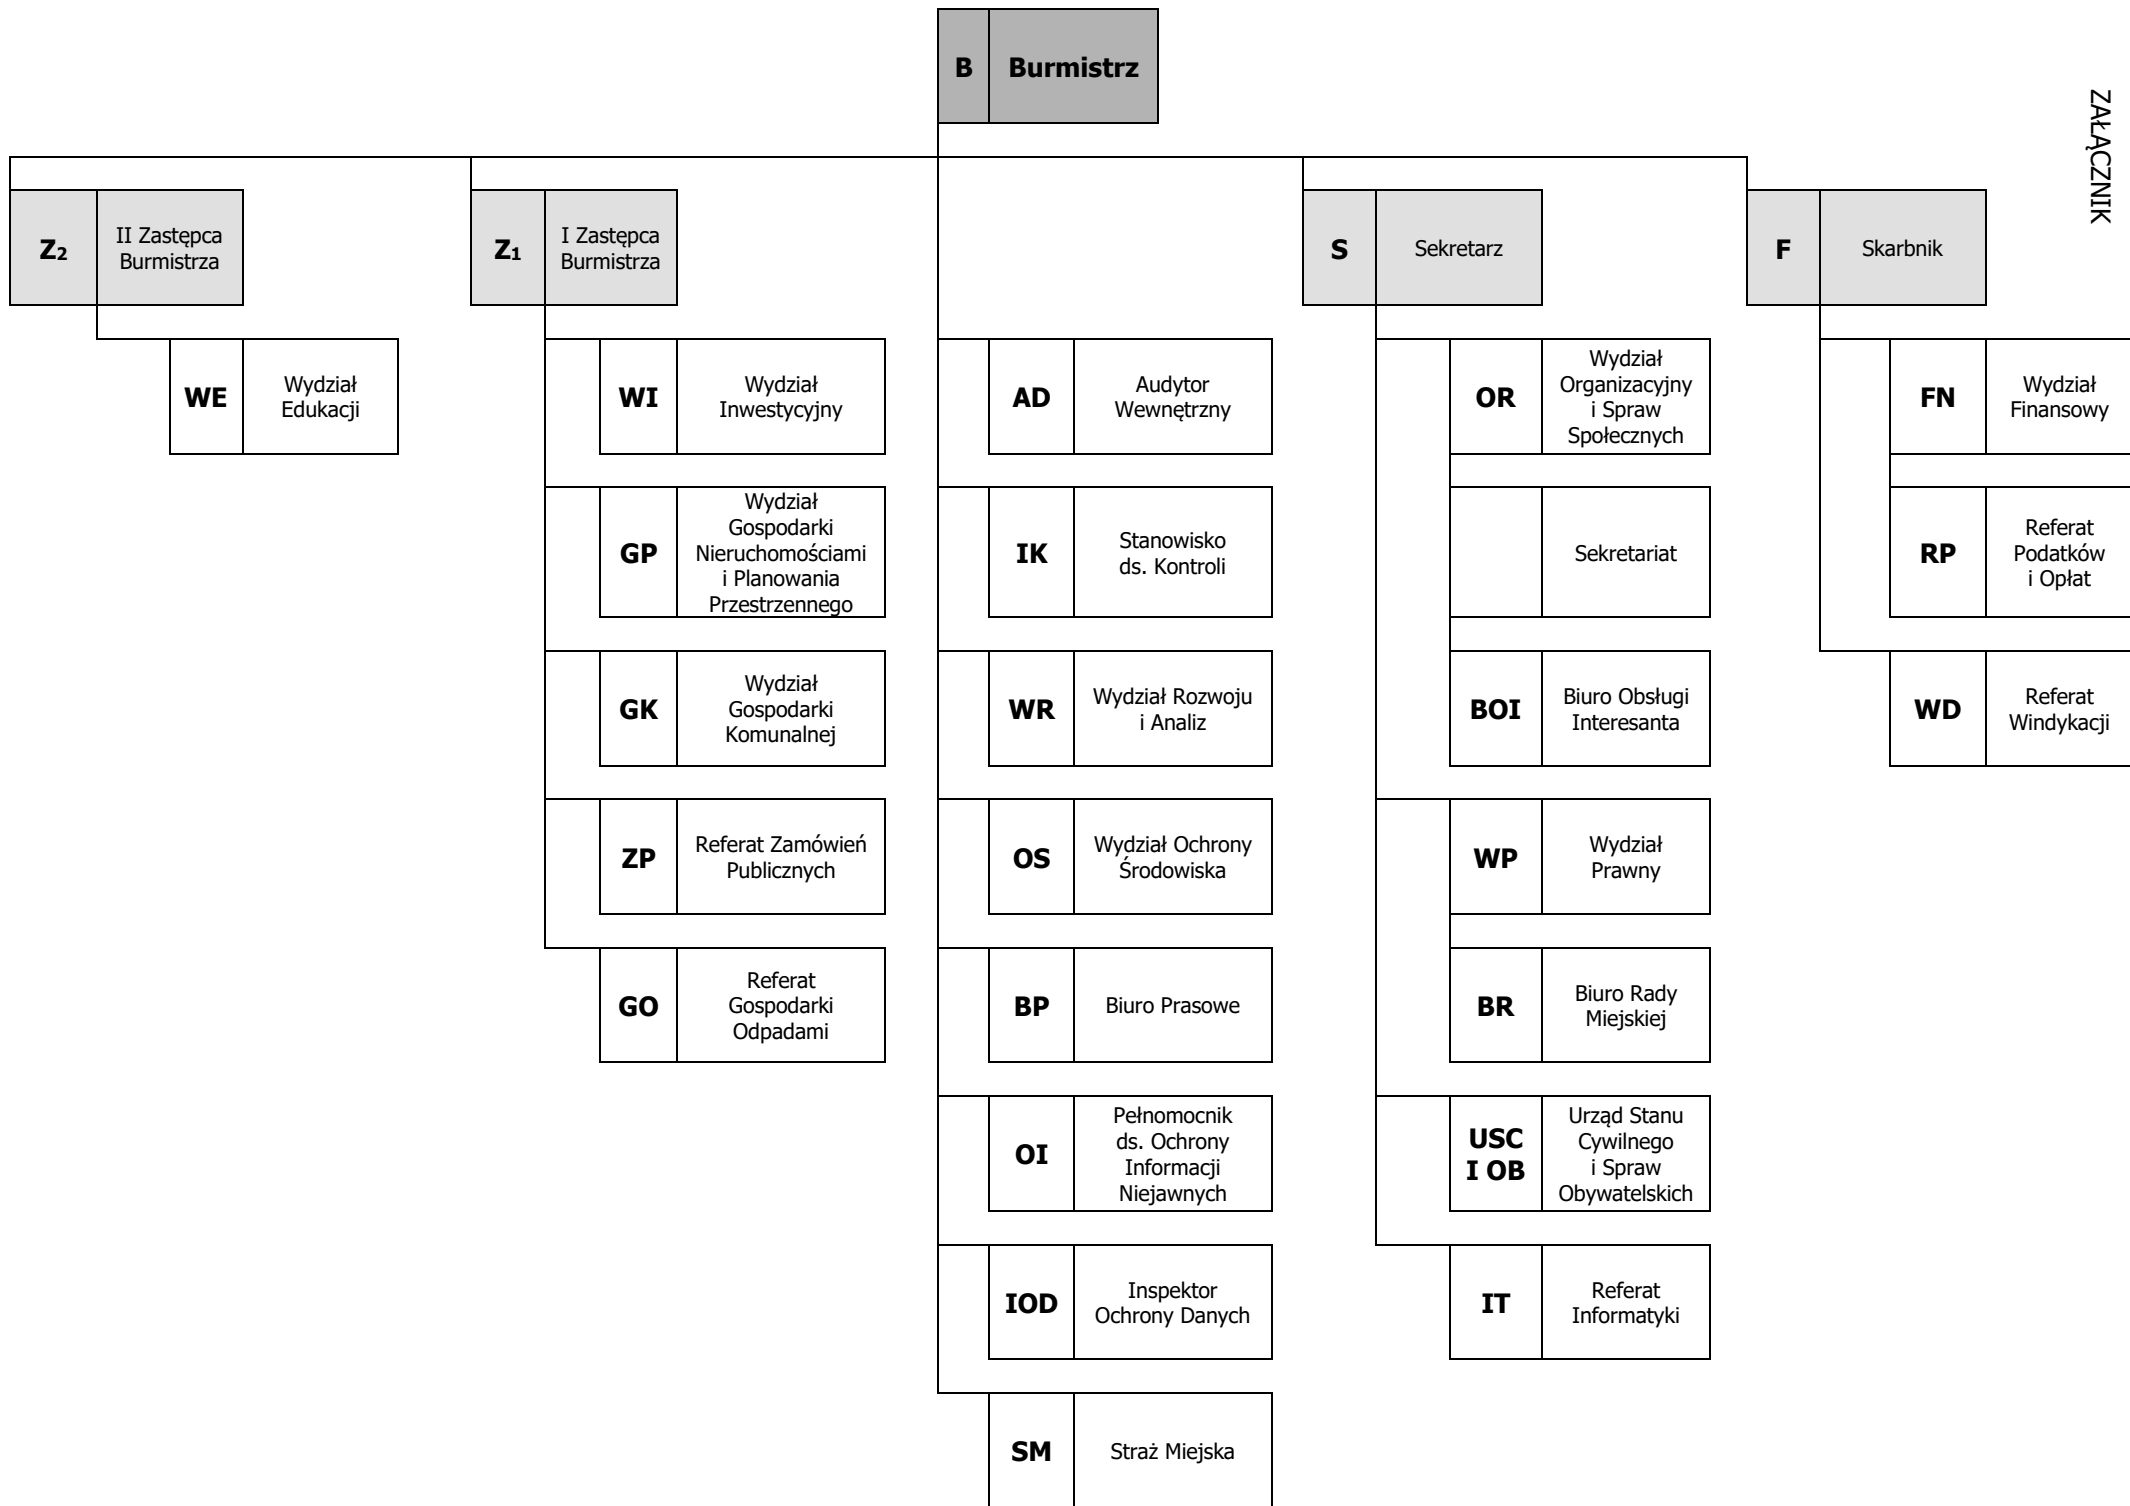 B
Burmistrz
ZAŁĄCZNIK
Z₂
II Zastępca
Burmistrza
Z₁
I Zastępca
Burmistrza
S
Sekretarz
F
Skarbnik
WE
Wydział
Edukacji
WI
Wydział
Inwestycyjny
GP
Wydział
Gospodarki
Nieruchomościami
i Planowania
Przestrzennego
GK
Wydział
Gospodarki
Komunalnej
ZP
Referat Zamówień
Publicznych
GO
Referat
Gospodarki
Odpadami
AD
Audytor
Wewnętrzny
IK
Stanowisko
ds. Kontroli
WR
Wydział Rozwoju
i Analiz
OS
Wydział Ochrony
Środowiska
BP
Biuro Prasowe
OI
Pełnomocnik
ds. Ochrony
Informacji
Niejawnych
IOD
Inspektor
Ochrony Danych
SM
Straż Miejska
OR
Wydział
Organizacyjny
i Spraw
Społecznych
Sekretariat
BOI
Biuro Obsługi
Interesanta
WP
Wydział
Prawny
BR
Biuro Rady
Miejskiej
USC
I OB
Urząd Stanu
Cywilnego
i Spraw
Obywatelskich
IT
Referat
Informatyki
FN
Wydział
Finansowy
RP
Referat
Podatków
i Opłat
WD
Referat
Windykacji